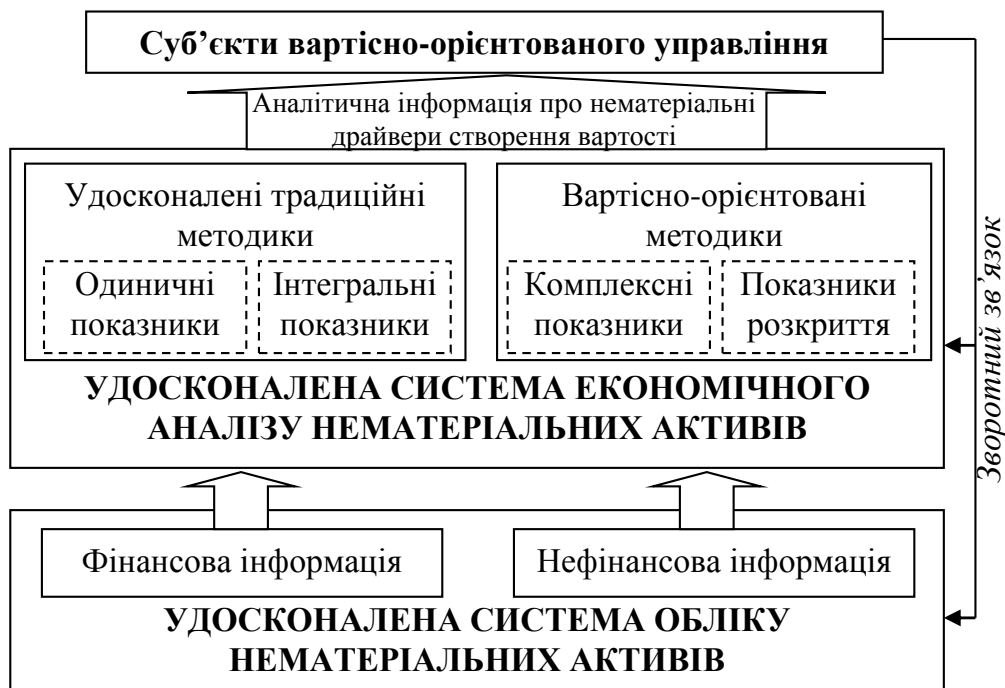 Суб’єкти вартісно-орієнтованого управління
Аналітична інформація про нематеріальні
драйвери створення вартості
Удосконалені традиційні
методики
Одиничні
показники
Інтегральні
показники
Вартісно-орієнтовані
методики
Комплексні
показники
Показники
розкриття
УДОСКОНАЛЕНА СИСТЕМА ЕКОНОМІЧНОГО
АНАЛІЗУ НЕМАТЕРІАЛЬНИХ АКТИВІВ
Зворотний зв’язок
Фінансова інформація
Нефінансова інформація
УДОСКОНАЛЕНА СИСТЕМА ОБЛІКУ
НЕМАТЕРІАЛЬНИХ АКТИВІВ